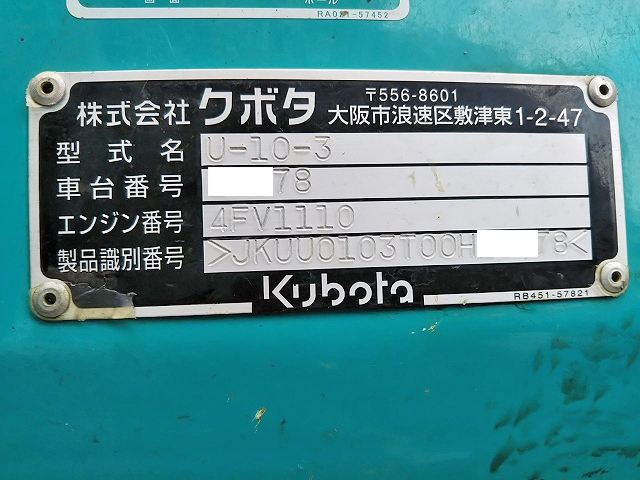 RA021-57452
株式会社 クボタ
〒556-8601
大阪市浪速区敷津東1-2-47
型式名 U-10-3
車台番号 78
エンジン番号 4FV1110
製品識別番号 >JKUU0103T00H 78<
Kubota
RB451-57821